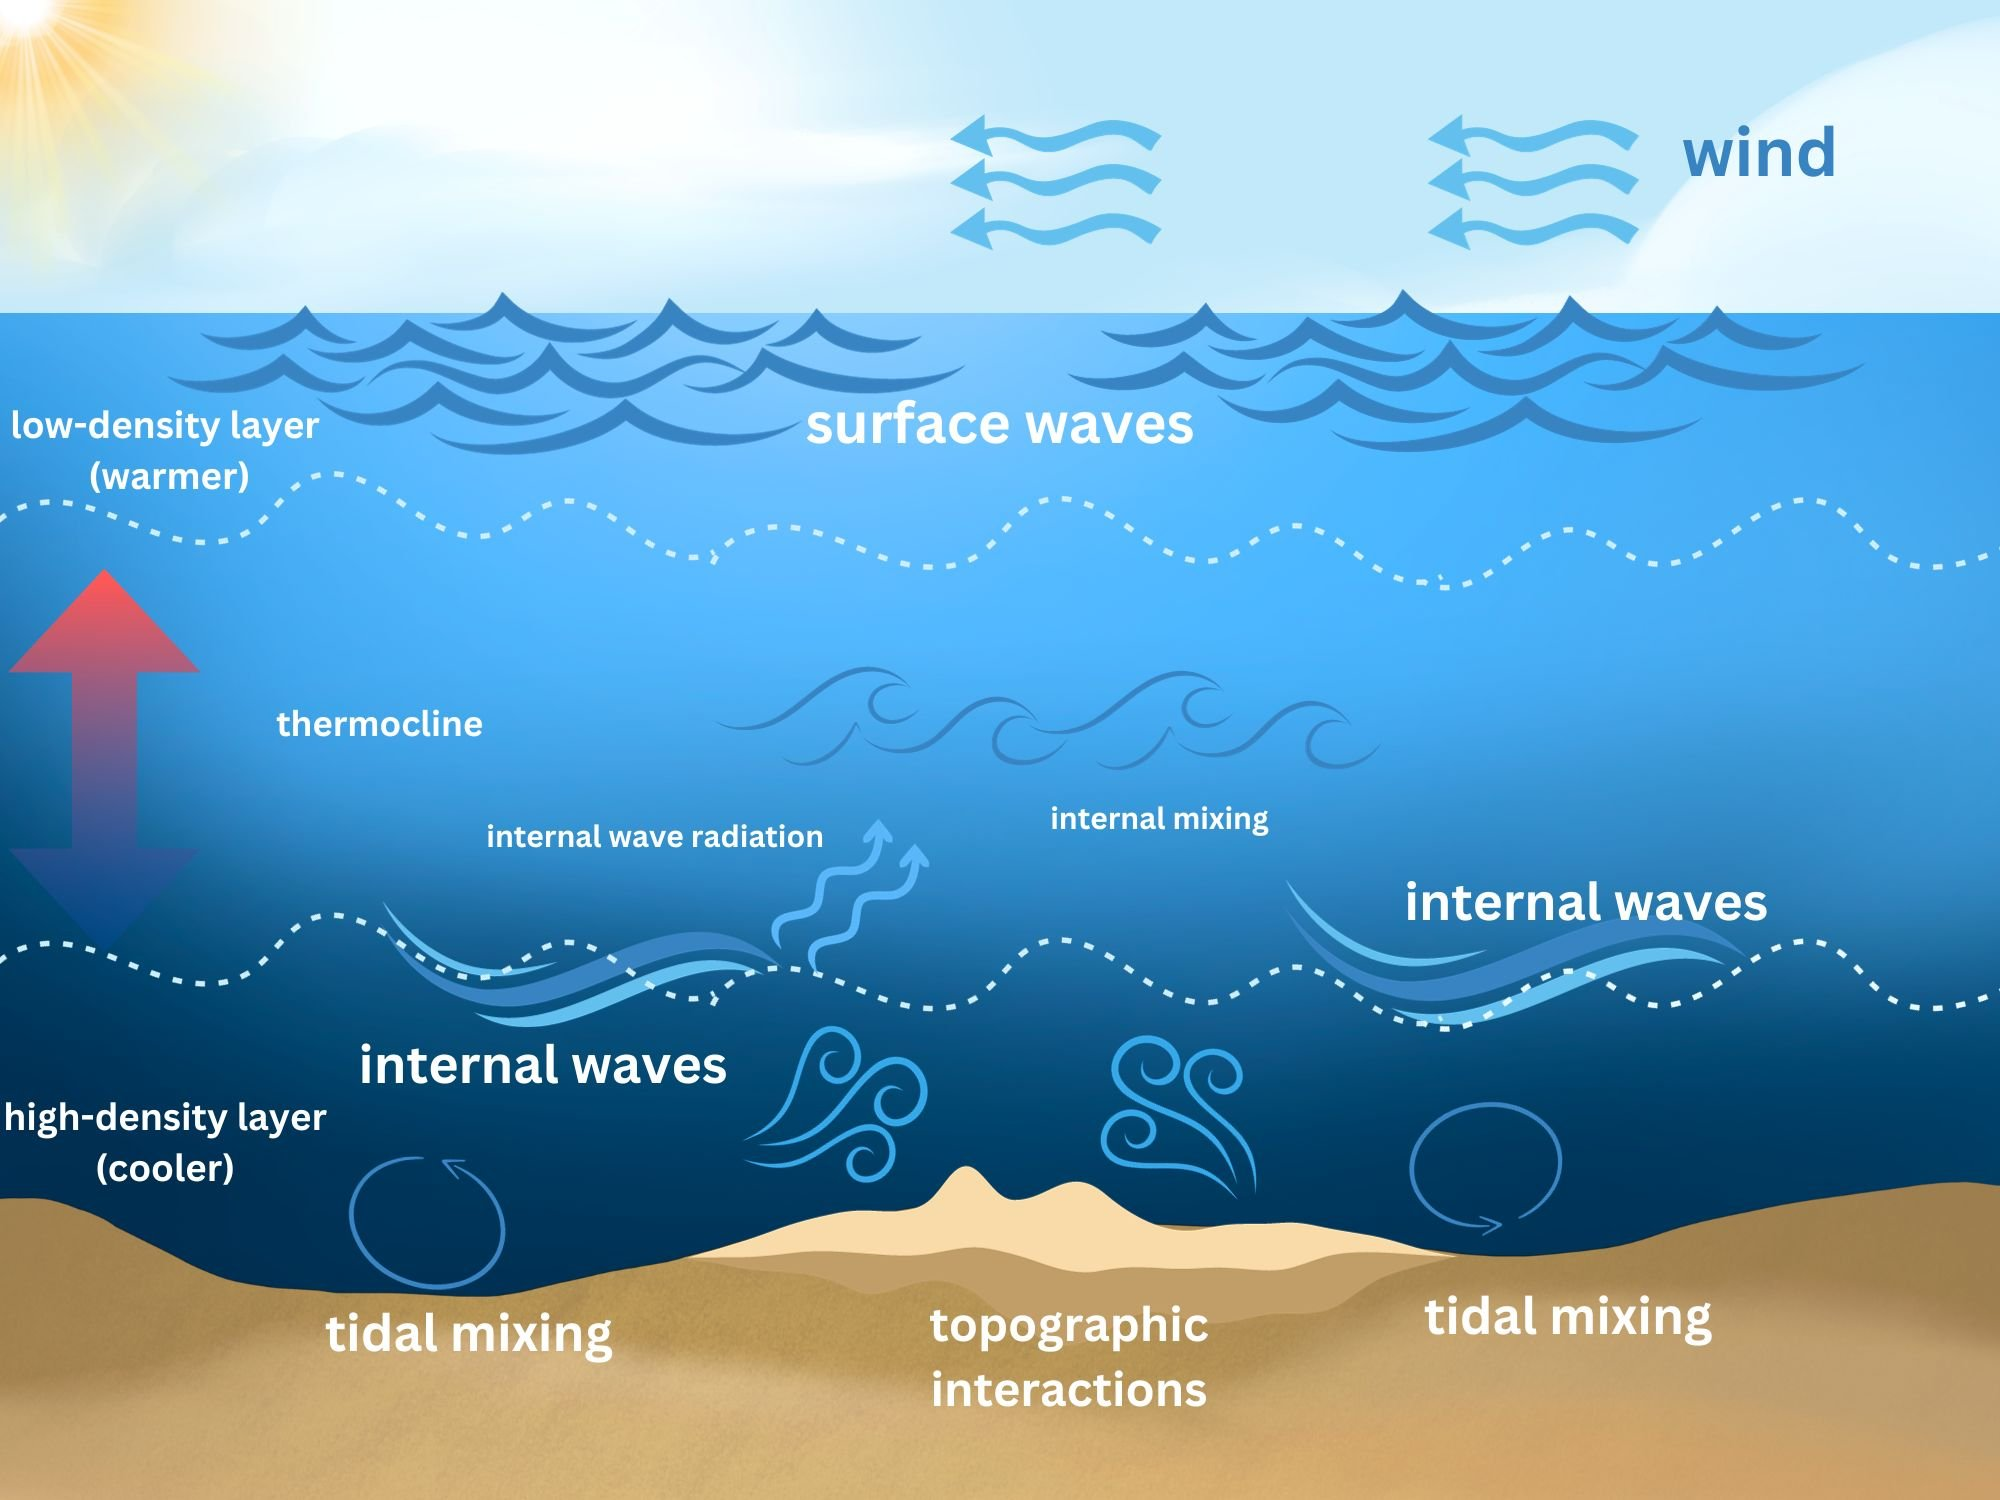 wind
surface waves
low-density layer
(warmer)
thermocline
internal wave radiation
internal mixing
internal waves
internal waves
high-density layer
(cooler)
tidal mixing
topographic
interactions
tidal mixing